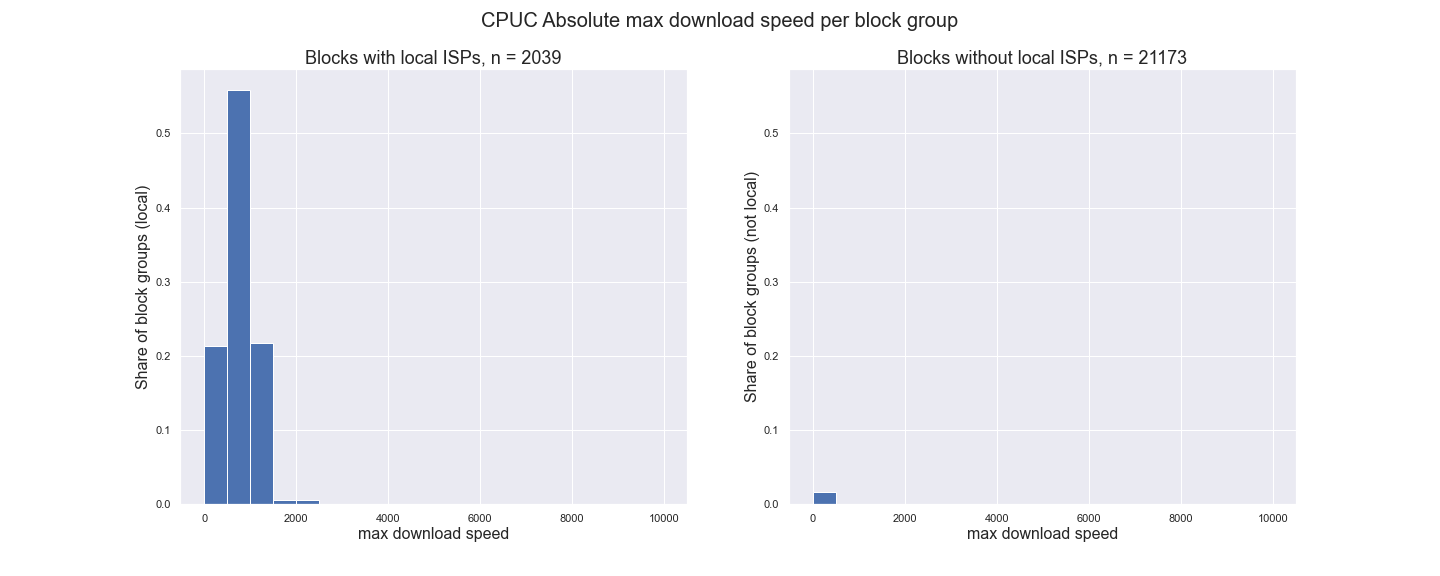 CPUC Absolute max download speed per block group
Blocks with local ISPs, n = 2039
Share of block groups (local)
0.5
0.4
0.3
0.2
0.1
0.0
0 2000 4000 6000 8000 10000
max download speed
Blocks without local ISPs, n = 21173
Share of block groups (not local)
0.5
0.4
0.3
0.2
0.1
0.0
0 2000 4000 6000 8000 10000
max download speed